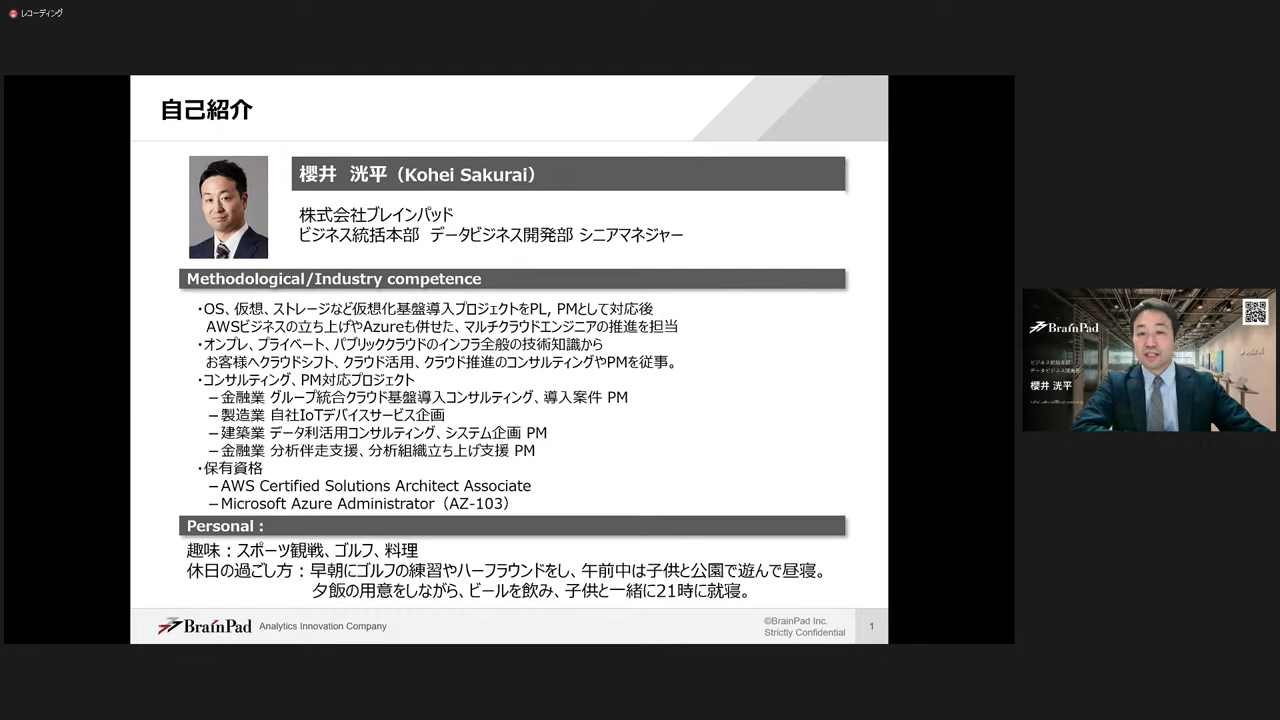 レコーディング
自己紹介
櫻井 洸平（Kohei Sakurai）
株式会社ブレインパッド
ビジネス統括本部 データビジネス開発部 シニアマネジャー
Methodological/Industry competence
・OS、仮想、ストレージなど仮想化基盤導入プロジェクトをPL, PMとして対応後
AWSビジネスの立ち上げやAzureも併せた、マルチクラウドエンジニアの推進を担当
・オンプレ、プライベート、パブリッククラウドのインフラ全般の技術知識から
お客様へクラウドシフト、クラウド活用、クラウド推進のコンサルティングやPMを従事。
・コンサルティング、PM対応プロジェクト
－金融業 グループ統合クラウド基盤導入コンサルティング、導入案件 PM
－製造業 自社IoTデバイスサービス企画
－建築業 データ利活用コンサルティング、システム企画 PM
－金融業 分析伴走支援、分析組織立ち上げ支援 PM
・保有資格
－AWS Certified Solutions Architect Associate
－Microsoft Azure Administrator（AZ-103）
Personal：
趣味：スポーツ観戦、ゴルフ、料理
休日の過ごし方：早朝にゴルフの練習やハーフラウンドをし、午前中は子供と公園で遊んで昼寝。
夕飯の用意をしながら、ビールを飲み、子供と一緒に21時に就寝。
BrainPad Analytics Innovation Company
©BrainPad Inc.
Strictly Confidential
1
BrainPad
ビジネス統括本部
データビジネス開発部
櫻井 洸平